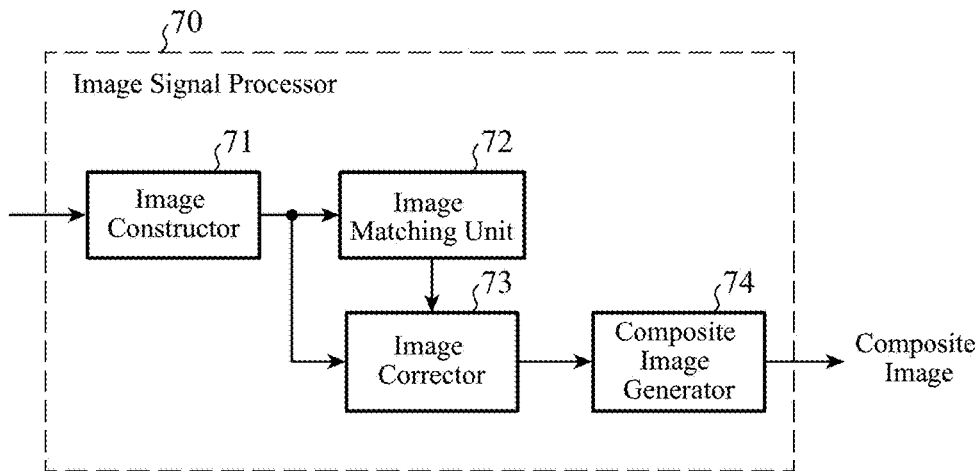 70
Image Signal Processor
71
Image
Constructor
72
Image
Matching Unit
73
Image
Corrector
74
Composite
Image
Generator
Composite
Image